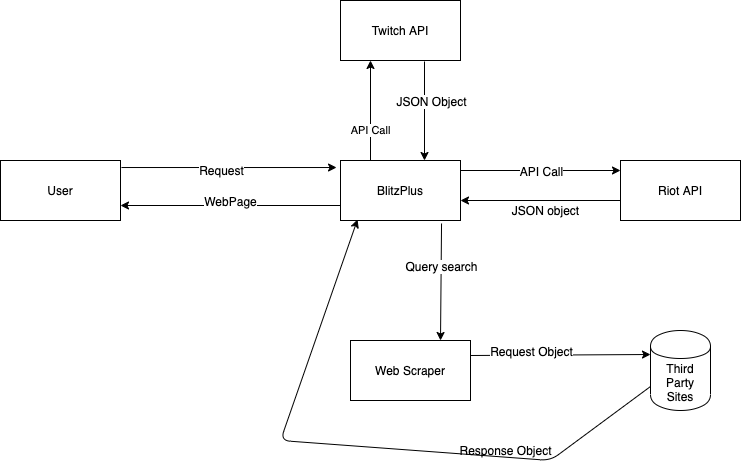 Twitch API
JSON Object
API Call
Request
API Call
User
BlitzPlus
Riot API
WebPage
JSON object
Query search
Request Object
Web Scraper
Third
Party
Sites
Response Object